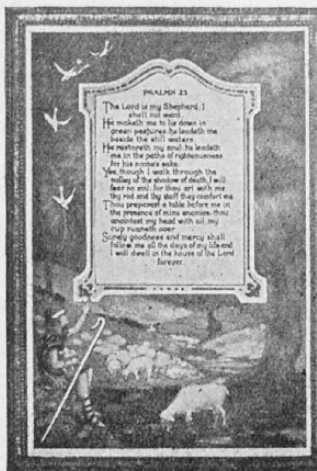 PSALMS 23
The Lord is my Shepherd, I
shall not want.
He maketh me to lie down in
green pastures: he leadeth me
beside the still waters.
He restoreth my soul: he leadeth
me in the paths of righteousness
for his name's sake.
Yea, though I walk through the
valley of the shadow of death, I will
fear no evil: for thou art with me
thy rod and thy staff they comfort me
Thou preparest a table before me in
the presence of mine enemies: thou
anointest my head with oil; my
cup runneth over.
Surely goodness and mercy shall
follow me all the days of my life and
I will dwell in the house of the Lord
forever.